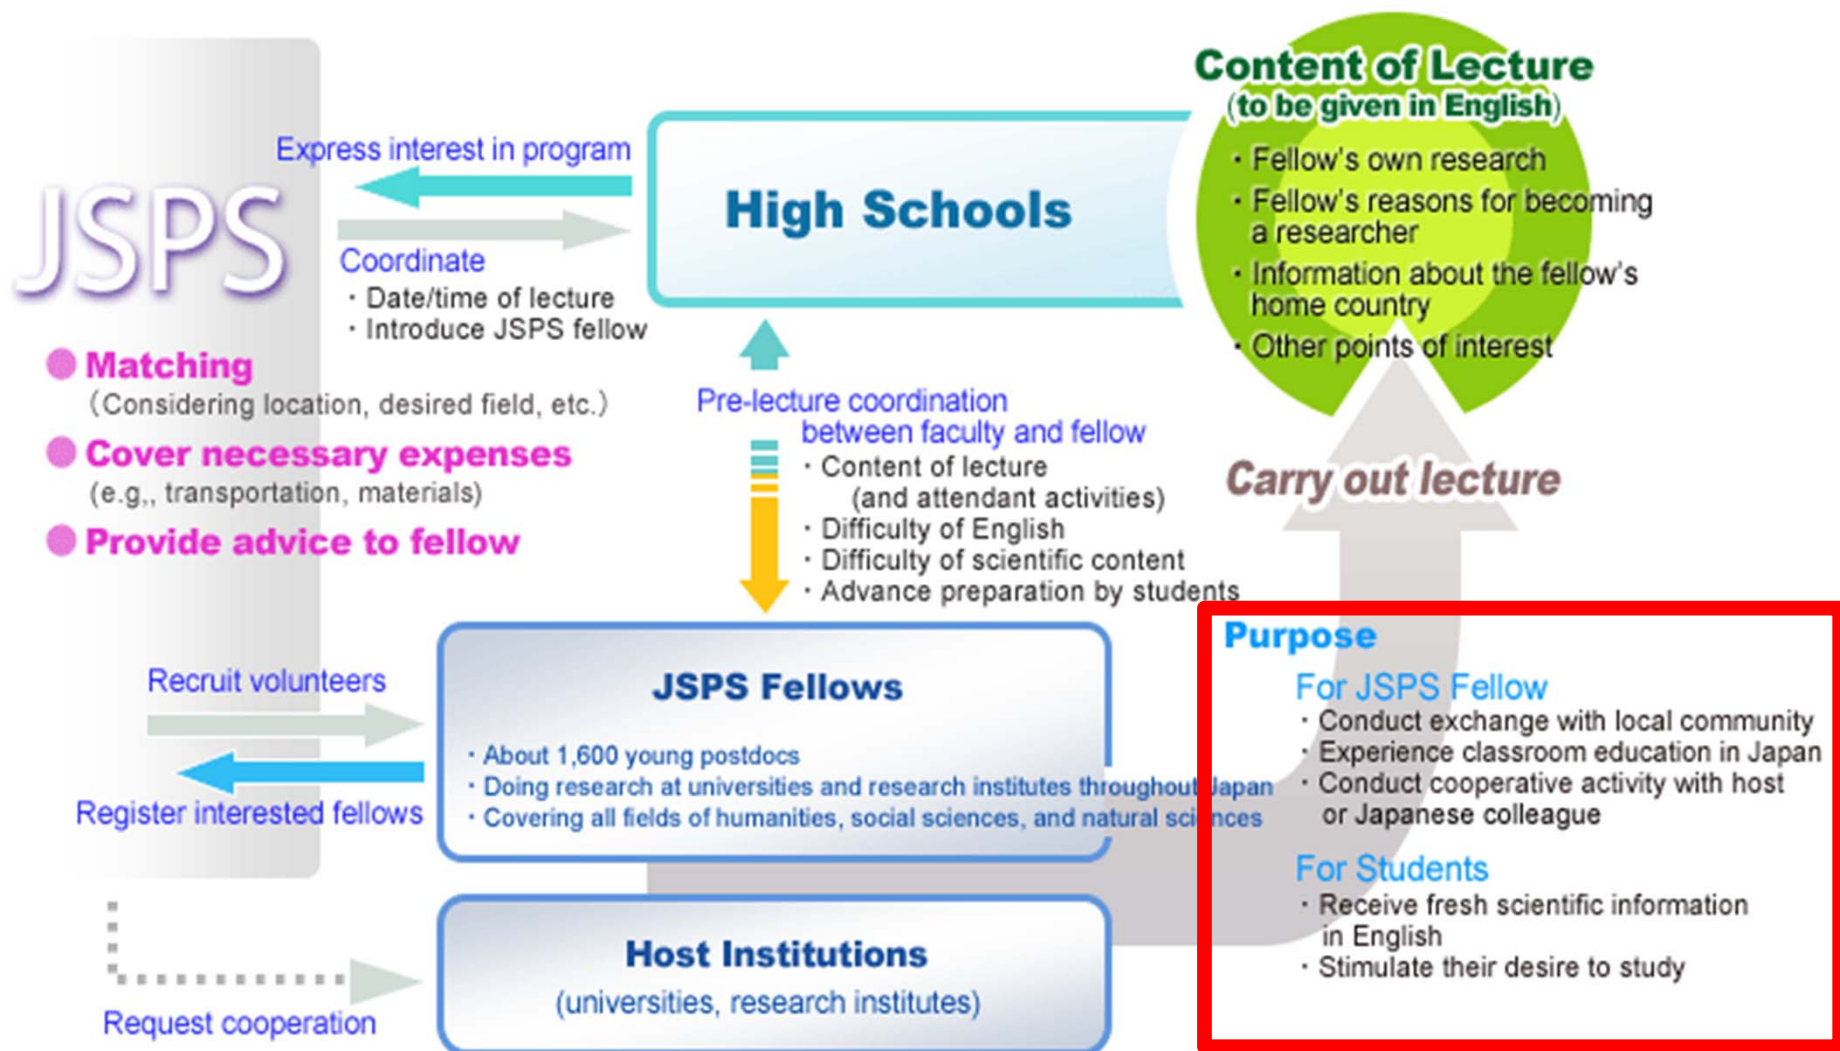 JSPS
Express interest in program
Coordinate
・Date/time of lecture
・Introduce JSPS fellow
Matching
(Considering location, desired field, etc.)
Cover necessary expenses
(e.g,, transportation, materials)
Provide advice to fellow
High Schools
Content of Lecture
(to be given in English)
・Fellow's own research
・Fellow's reasons for becoming
a researcher
・Information about the fellow's
home country
・Other points of interest
Pre-lecture coordination
between faculty and fellow
・Content of lecture
(and attendant activities)
・Difficulty of English
・Difficulty of scientific content
・Advance preparation by students
Carry out lecture
Recruit volunteers
Register interested fellows
JSPS Fellows
・About 1,600 young postdocs
・Doing research at universities and research institutes throughout Japan
・Covering all fields of humanities, social sciences, and natural sciences
Purpose
For JSPS Fellow
・Conduct exchange with local community
・Experience classroom education in Japan
・Conduct cooperative activity with host
or Japanese colleague
For Students
・Receive fresh scientific information
in English
・Stimulate their desire to study
Request cooperation
Host Institutions
(universities, research institutes)